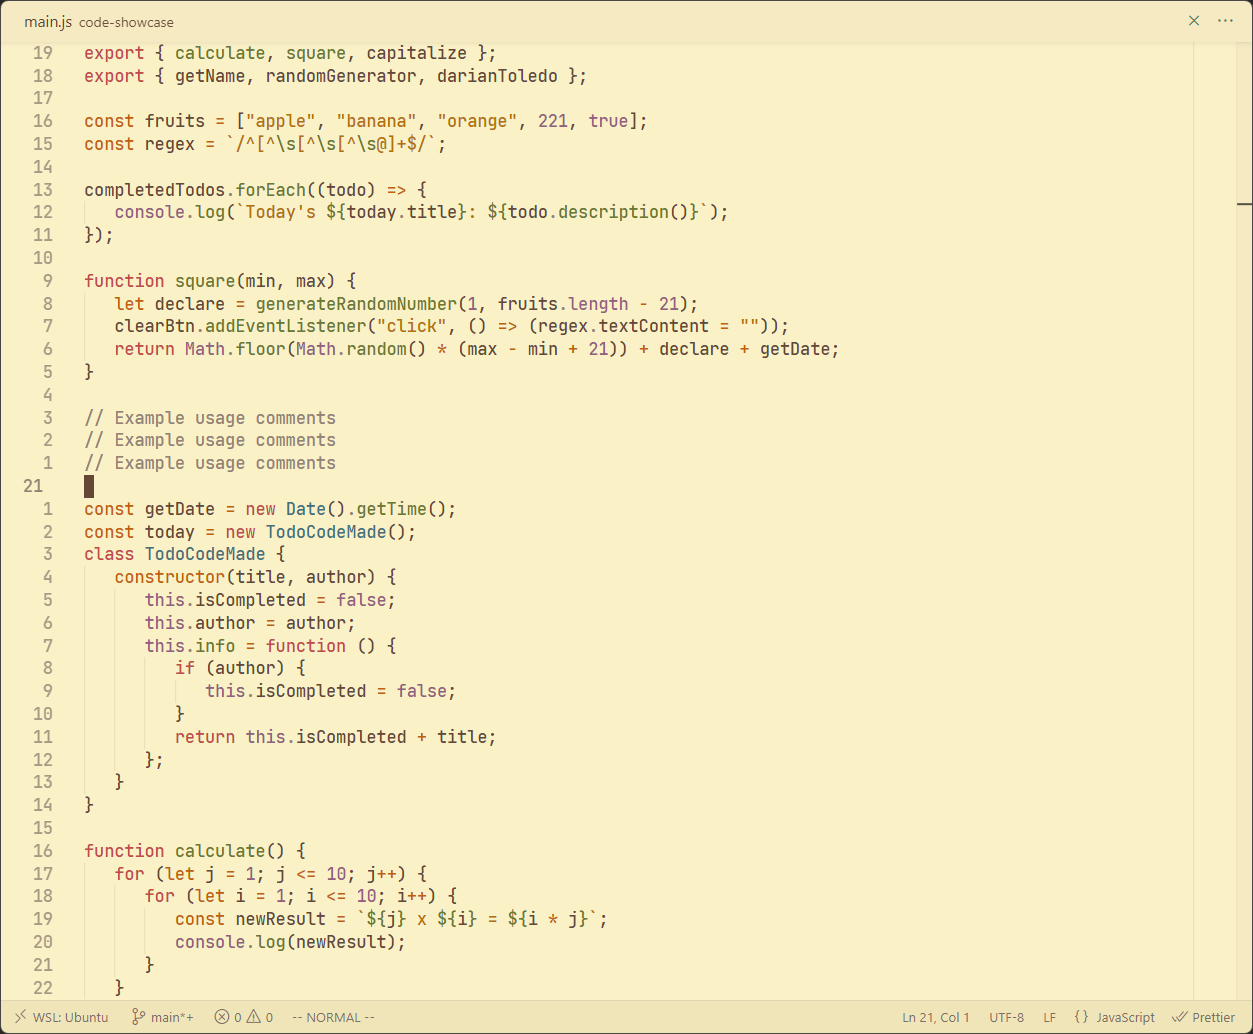 main.js code-showcase
19 export { calculate, square, capitalize };
18 export { getName, randomGenerator, darianToledo };
17
16 const fruits = ["apple", "banana", "orange", 221, true];
15 const regex = `/^[^\s[^\s[^\s@]+$/`;
14
13 completedTodos.forEach((todo) => {
12 console.log(`Today's ${today.title}: ${todo.description()}`);
11 });
10
9 function square(min, max) {
8 let declare = generateRandomNumber(1, fruits.length - 21);
7 clearBtn.addEventListener("click", () => (regex.textContent = ""));
6 return Math.floor(Math.random() * (max - min + 21)) + declare + getDate;
5 }
4
3 // Example usage comments
2 // Example usage comments
1 // Example usage comments
21
1 const getDate = new Date().getTime();
2 const today = new TodoCodeMade();
3 class TodoCodeMade {
4 constructor(title, author) {
5 this.isCompleted = false;
6 this.author = author;
7 this.info = function () {
8 if (author) {
9 this.isCompleted = false;
10 }
11 return this.isCompleted + title;
12 };
13 }
14 }
15
16 function calculate() {
17 for (let j = 1; j <= 10; j++) {
18 for (let i = 1; i <= 10; i++) {
19 const newResult = `${j} x ${i} = ${i * j}`;
20 console.log(newResult);
21 }
22 }
WSL: Ubuntu main*+ 0 0 -- NORMAL -- Ln 21, Col 1 UTF-8 LF {} JavaScript Prettier